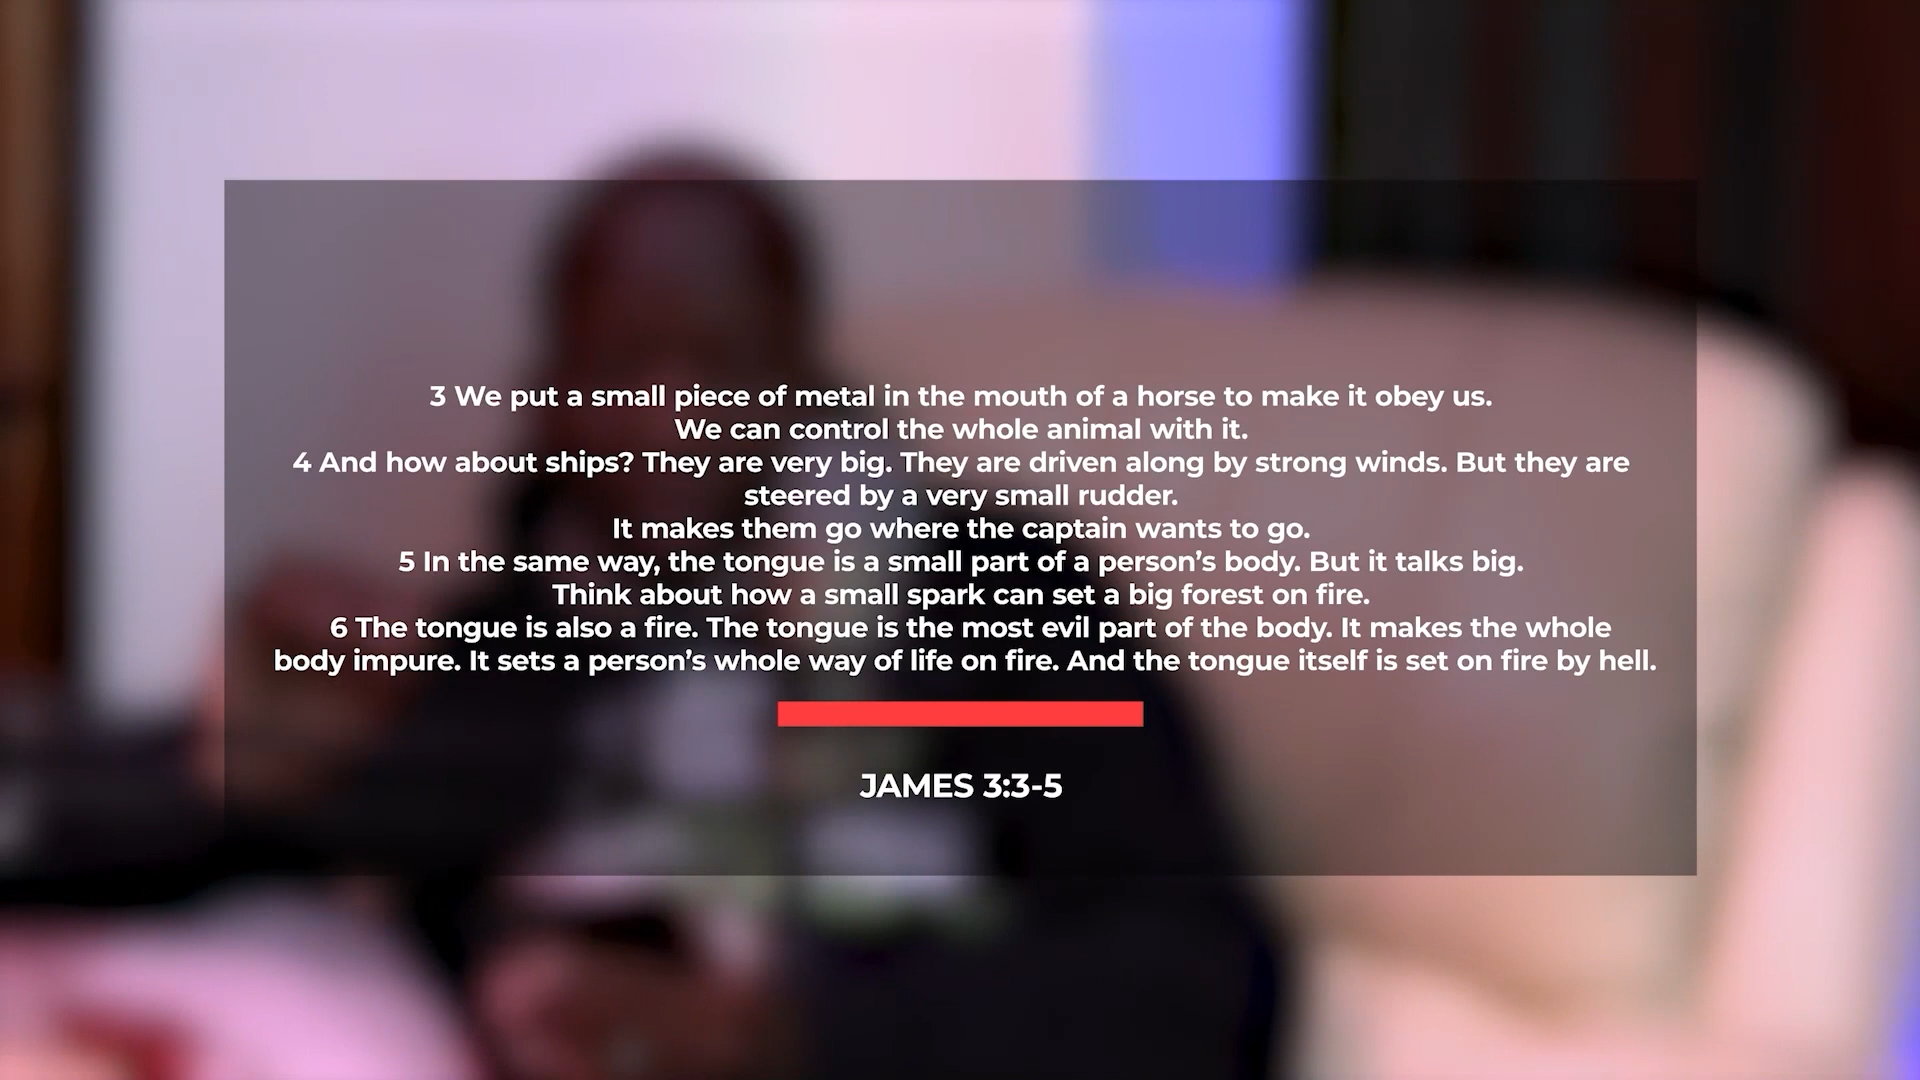 3 We put a small piece of metal in the mouth of a horse to make it obey us.
We can control the whole animal with it.
4 And how about ships? They are very big. They are driven along by strong winds. But they are
steered by a very small rudder.
It makes them go where the captain wants to go.
5 In the same way, the tongue is a small part of a person’s body. But it talks big.
Think about how a small spark can set a big forest on fire.
6 The tongue is also a fire. The tongue is the most evil part of the body. It makes the whole
body impure. It sets a person’s whole way of life on fire. And the tongue itself is set on fire by hell.
JAMES 3:3-5